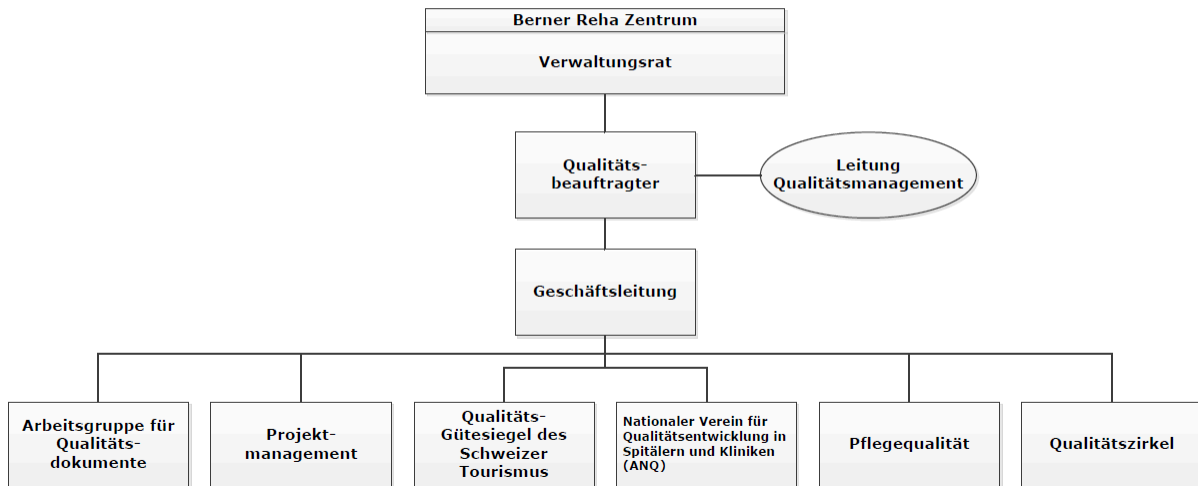 Berner Reha Zentrum
Verwaltungsrat
Qualitäts-
beauftragter
Leitung
Qualitätsmanagement
Geschäftsleitung
Arbeitsgruppe für
Qualitäts-
dokumente
Projekt-
management
Qualitäts-
Gütesiegel des
Schweizer
Tourismus
Nationaler Verein für
Qualitätsentwicklung in
Spitälern und Kliniken
(ANQ)
Pflegequalität
Qualitätszirkel